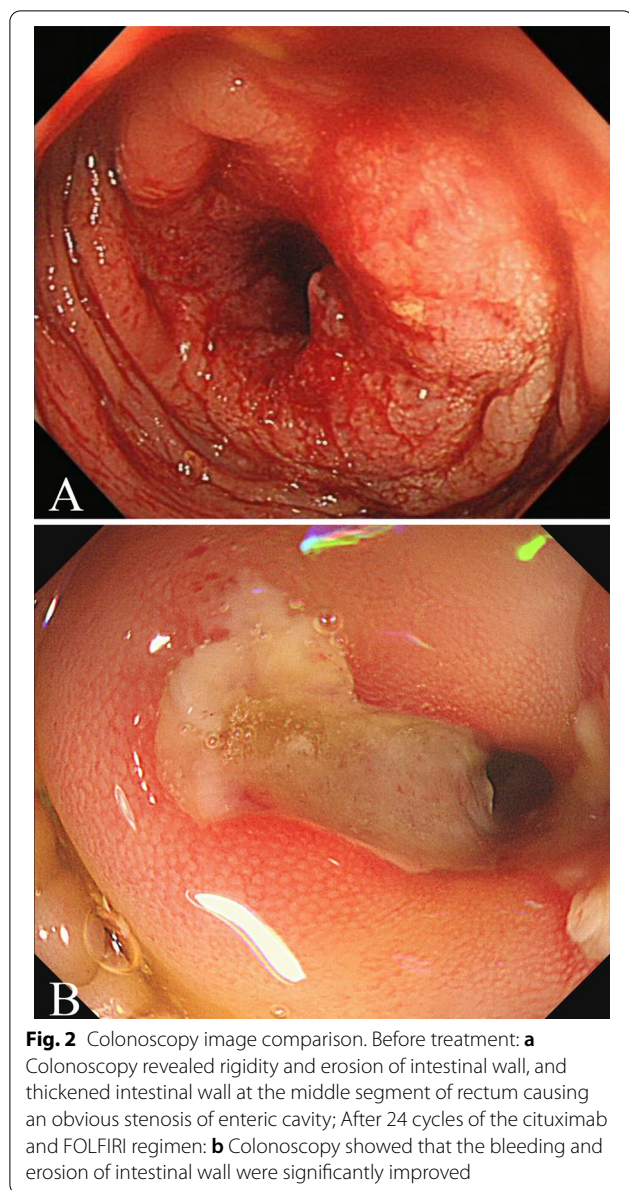 A
B
Fig. 2 Colonoscopy image comparison. Before treatment: a
Colonoscopy revealed rigidity and erosion of intestinal wall, and
thickened intestinal wall at the middle segment of rectum causing
an obvious stenosis of enteric cavity; After 24 cycles of the cituximab
and FOLFIRI regimen: b Colonoscopy showed that the bleeding and
erosion of intestinal wall were significantly improved